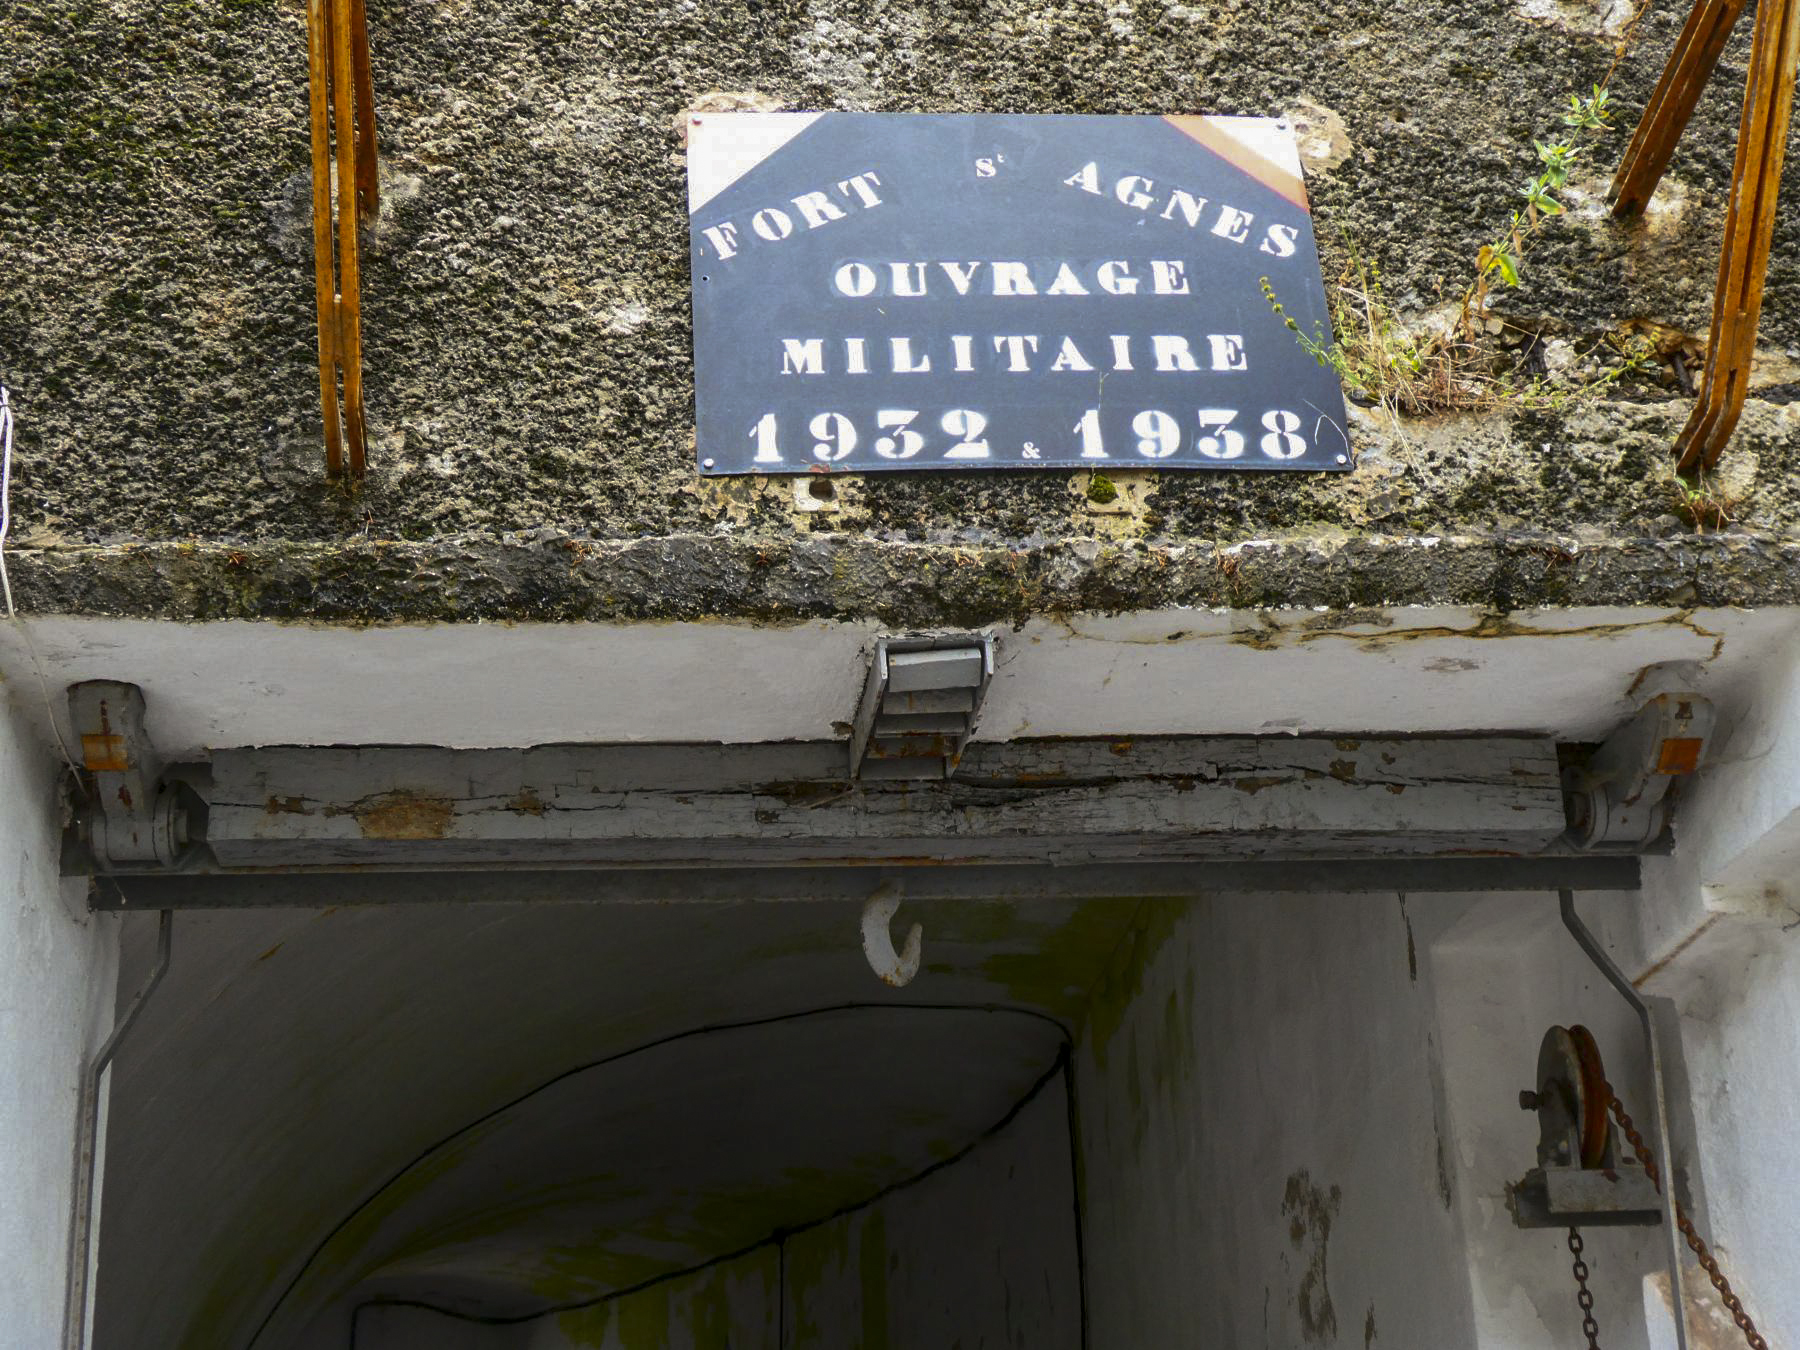 FORT St AGNES
OUVRAGE
MILITAIRE
1932 & 1938